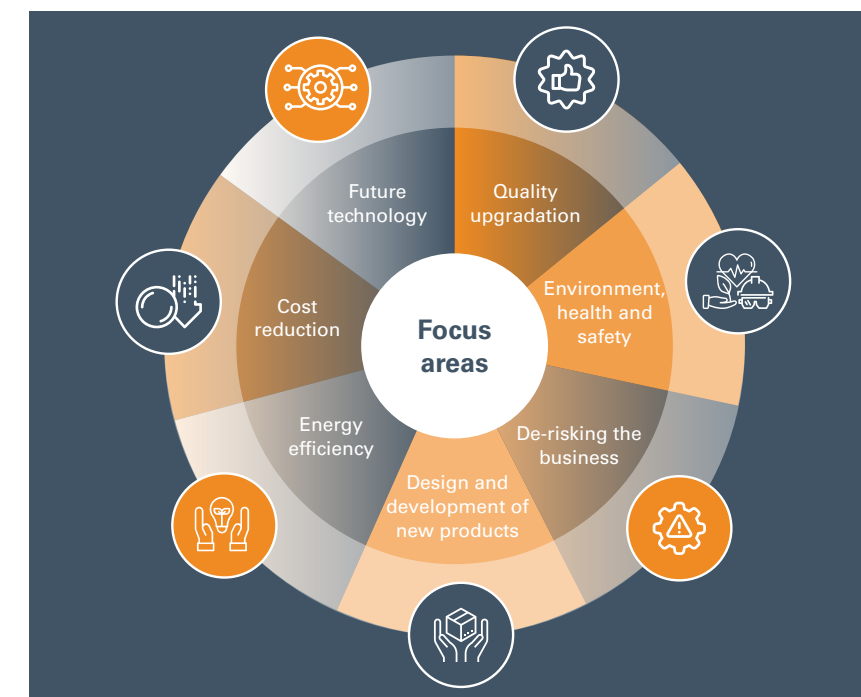 Focus
areas
Quality
upgradation
Environment,
health and
safety
De-risking the
business
Design and
development of
new products
Energy
efficiency
Cost
reduction
Future
technology